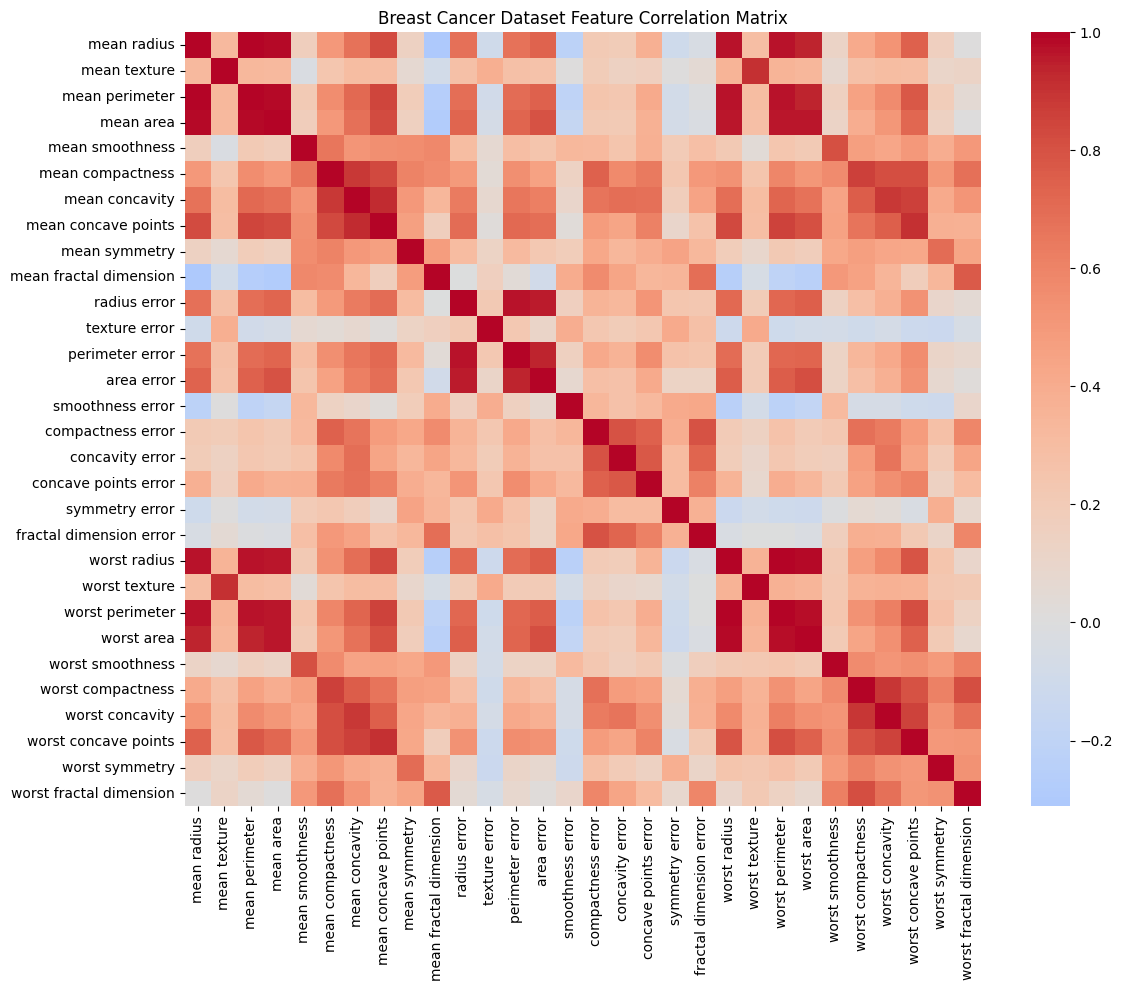 Breast Cancer Dataset Feature Correlation Matrix
mean radius
mean texture
mean perimeter
mean area
mean smoothness
mean compactness
mean concavity
mean concave points
mean symmetry
mean fractal dimension
radius error
texture error
perimeter error
area error
smoothness error
compactness error
concavity error
concave points error
symmetry error
fractal dimension error
worst radius
worst texture
worst perimeter
worst area
worst smoothness
worst compactness
worst concavity
worst concave points
worst symmetry
worst fractal dimension
mean radius
mean texture
mean perimeter
mean area
mean smoothness
mean compactness
mean concavity
mean concave points
mean symmetry
mean fractal dimension
radius error
texture error
perimeter error
area error
smoothness error
compactness error
concavity error
concave points error
symmetry error
fractal dimension error
worst radius
worst texture
worst perimeter
worst area
worst smoothness
worst compactness
worst concavity
worst concave points
worst symmetry
worst fractal dimension
1.0
0.8
0.6
0.4
0.2
0.0
−0.2